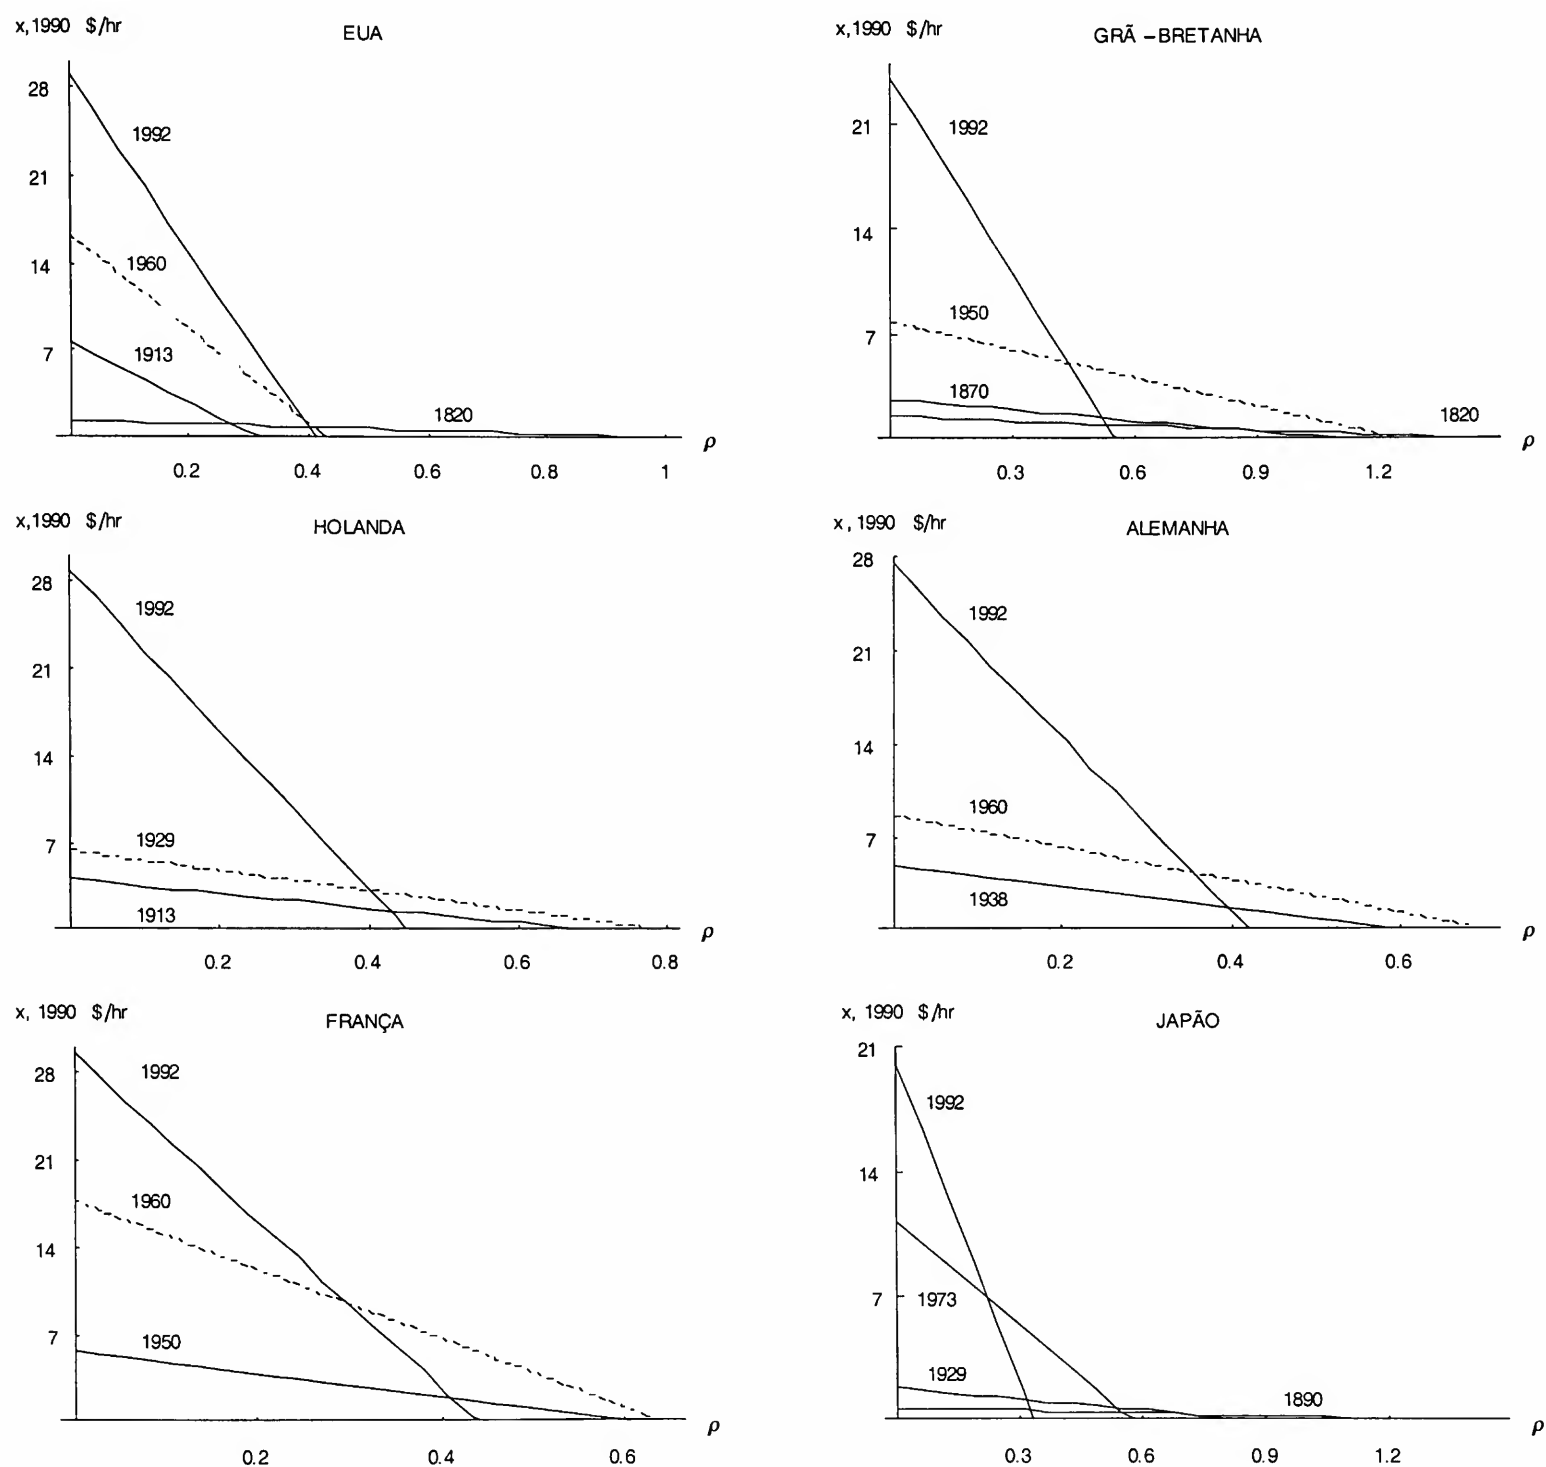 x,1990 $/hr
EUA
28
21
14
7
1992
1960
1913
1820
0.2 0.4 0.6 0.8 1
ρ
x,1990 $/hr
GRÃ –BRETANHA
21
14
7
1992
1950
1870
1820
0.3 0.6 0.9 1.2
ρ
x,1990 $/hr
HOLANDA
28
21
14
7
1992
1929
1913
0.2 0.4 0.6 0.8
ρ
x, 1990 $/hr
ALEMANHA
28
21
14
7
1992
1960
1938
0.2 0.4 0.6
ρ
x, 1990 $/hr
FRANÇA
28
21
14
7
1992
1960
1950
0.2 0.4 0.6
ρ
x, 1990 $/hr
JAPÃO
21
14
7
1992
1973
1929
1890
0.3 0.6 0.9 1.2
ρ